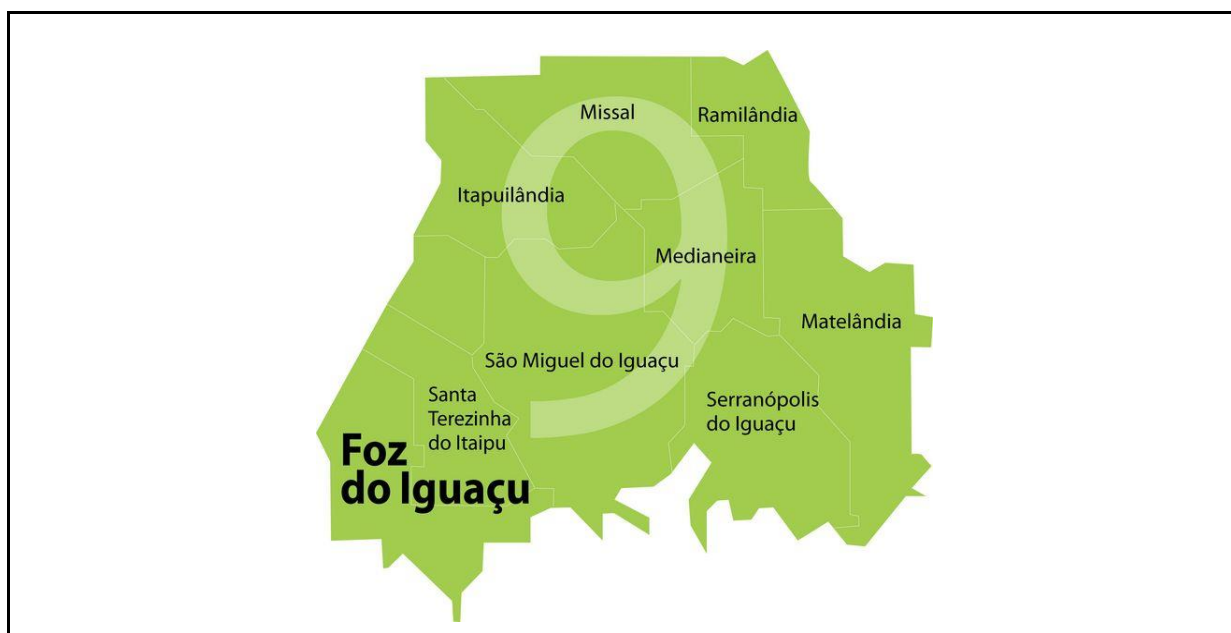 9
Missal
Ramilândia
Itapuilândia
Medianeira
Matelândia
São Miguel do Iguaçu
Santa
Terezinha
do Itaipu
Serranópolis
do Iguaçu
Foz
do Iguaçu